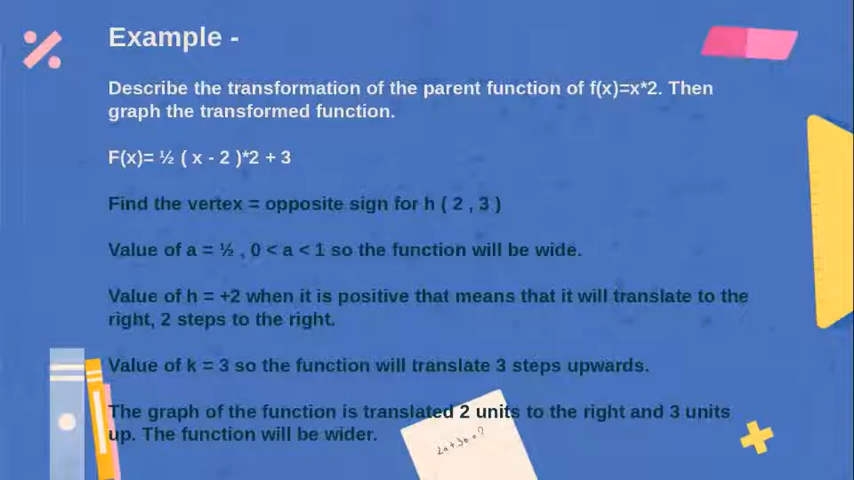 Example -
Describe the transformation of the parent function of f(x)=x*2. Then
graph the transformed function.
F(x)= ½ ( x - 2 )*2 + 3
Find the vertex = opposite sign for h ( 2 , 3 )
Value of a = ½ , 0 < a < 1 so the function will be wide.
Value of h = +2 when it is positive that means that it will translate to the
right, 2 steps to the right.
Value of k = 3 so the function will translate 3 steps upwards.
The graph of the function is translated 2 units to the right and 3 units
up. The function will be wider.
2a+3b=?